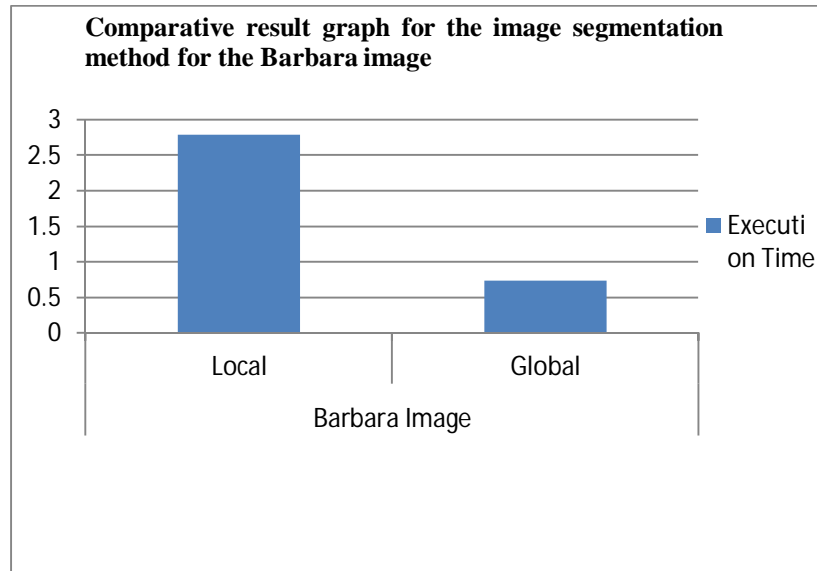 Comparative result graph for the image segmentation
method for the Barbara image
3
2.5
2
1.5
1
0.5
0
Executi
on Time
Local
Global
Barbara Image